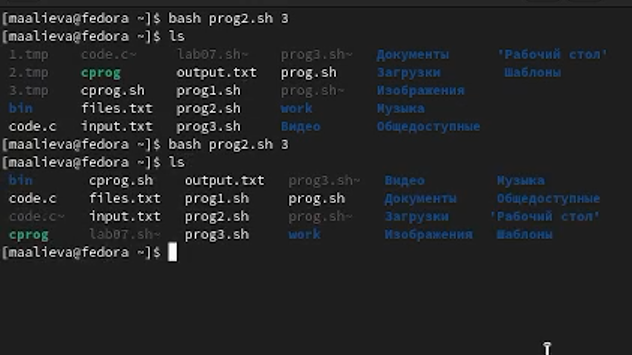 [maalieva@fedora ~]$ bash prog2.sh 3
[maalieva@fedora ~]$ ls
1.tmp code.c~ lab07.sh~ prog3.sh~ Документы 'Рабочий стол'
2.tmp cprog output.txt prog.sh Загрузки Шаблоны
3.tmp cprog.sh prog1.sh prog.sh~ Изображения
bin files.txt prog2.sh work Музыка
code.c input.txt prog3.sh Видео Общедоступные
[maalieva@fedora ~]$ bash prog2.sh 3
[maalieva@fedora ~]$ ls
bin cprog.sh output.txt prog3.sh~ Видео Музыка
code.c files.txt prog1.sh prog.sh Документы Общедоступные
code.c~ input.txt prog2.sh prog.sh~ Загрузки 'Рабочий стол'
cprog lab07.sh~ prog3.sh work Изображения Шаблоны
[maalieva@fedora ~]$